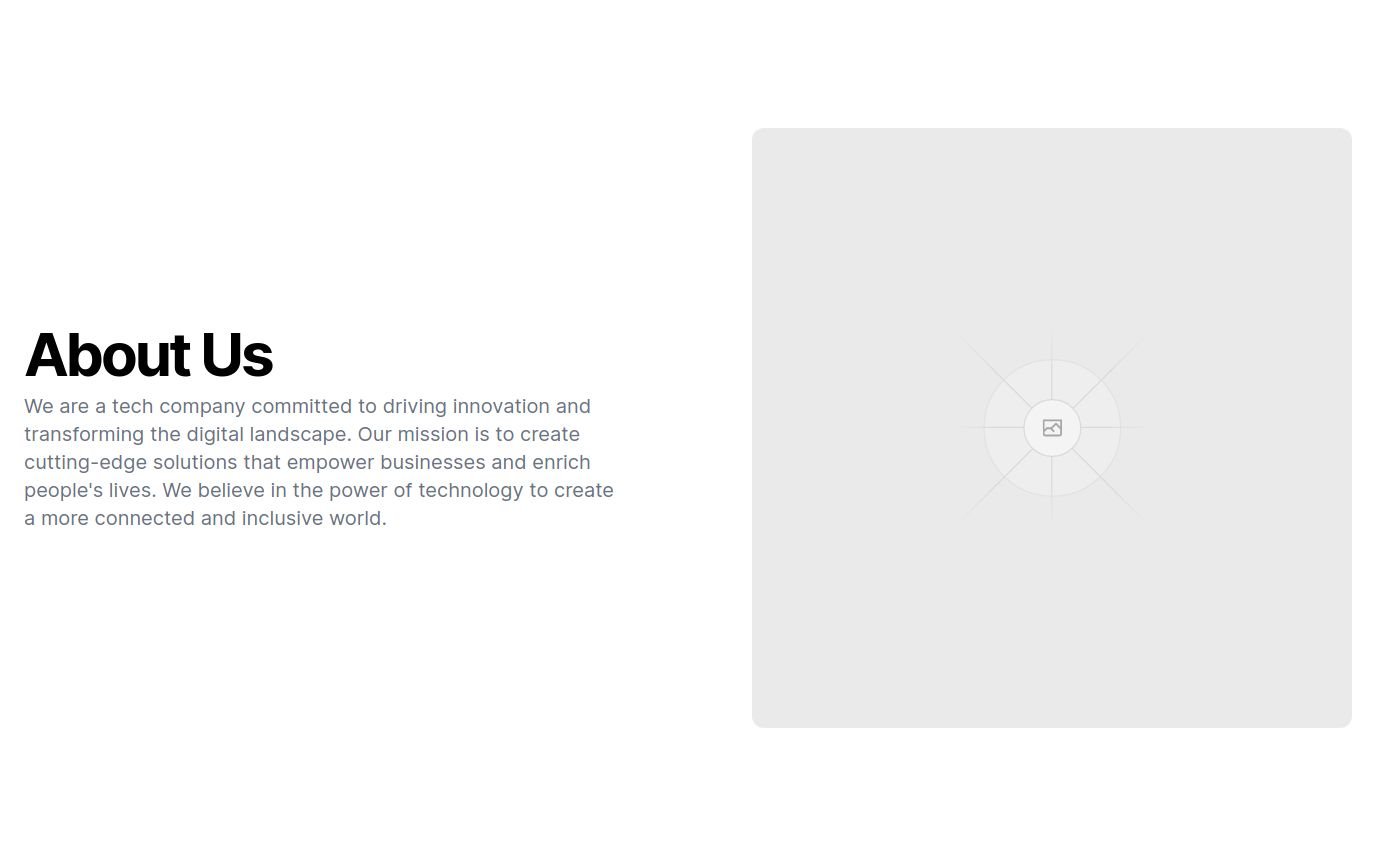 About Us
We are a tech company committed to driving innovation and
transforming the digital landscape. Our mission is to create
cutting-edge solutions that empower businesses and enrich
people's lives. We believe in the power of technology to create
a more connected and inclusive world.